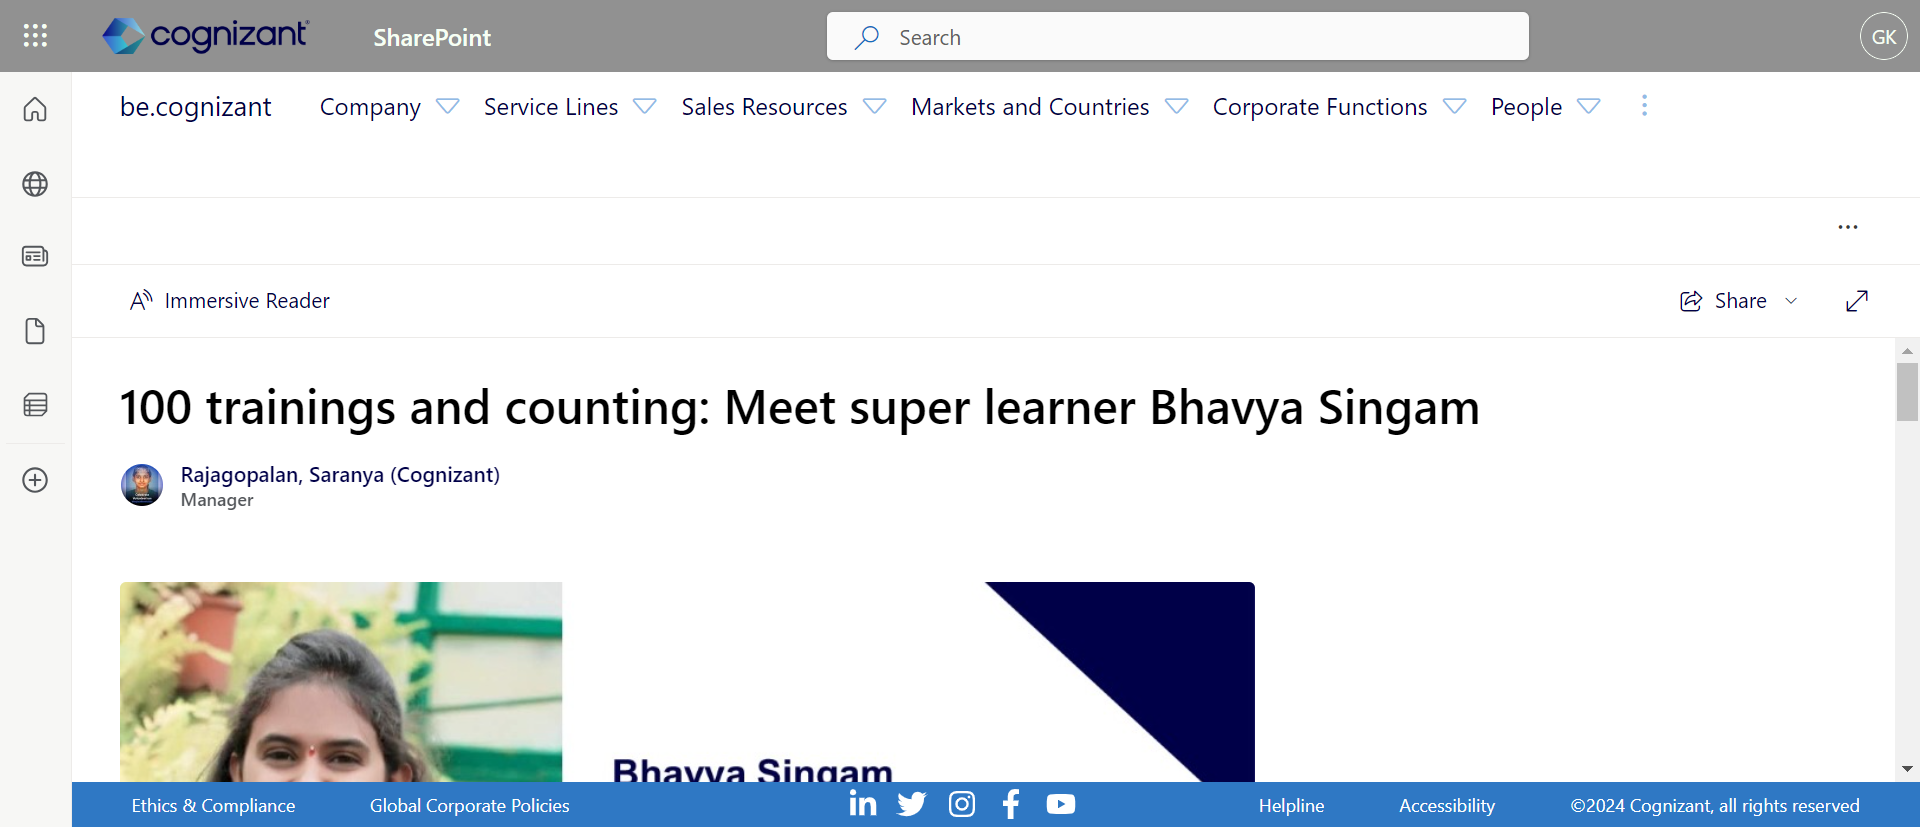 cognizant
SharePoint
Search
GK
be.cognizant
Company
Service Lines
Sales Resources
Markets and Countries
Corporate Functions
People
Immersive Reader
Share
100 trainings and counting: Meet super learner Bhavya Singam
Rajagopalan, Saranya (Cognizant)
Manager
Bhavya Singam
Ethics & Compliance
Global Corporate Policies
Helpline
Accessibility
©2024 Cognizant, all rights reserved